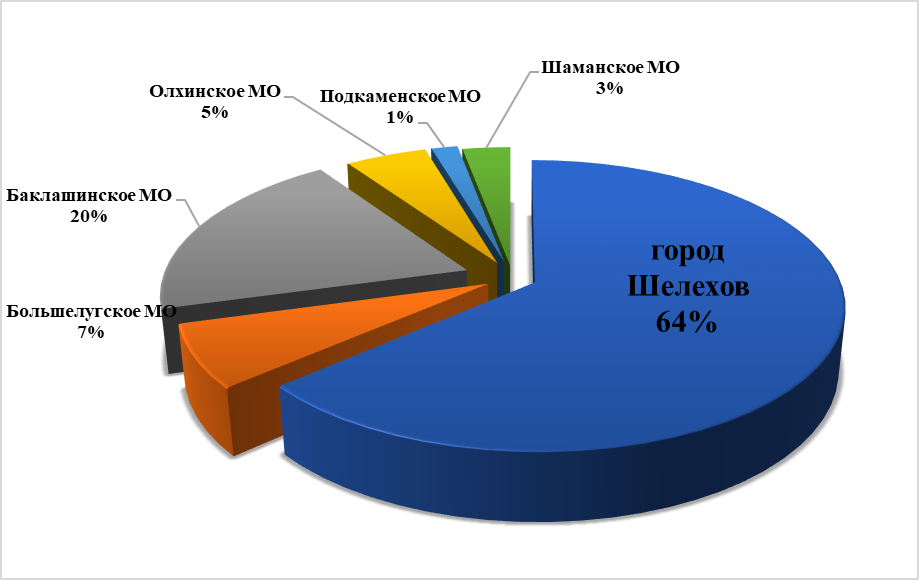 Шаманское МО
3%
Подкаменское МО
1%
Олхинское МО
5%
Баклашинское МО
20%
Большелугское МО
7%
город
Шелехов
64%